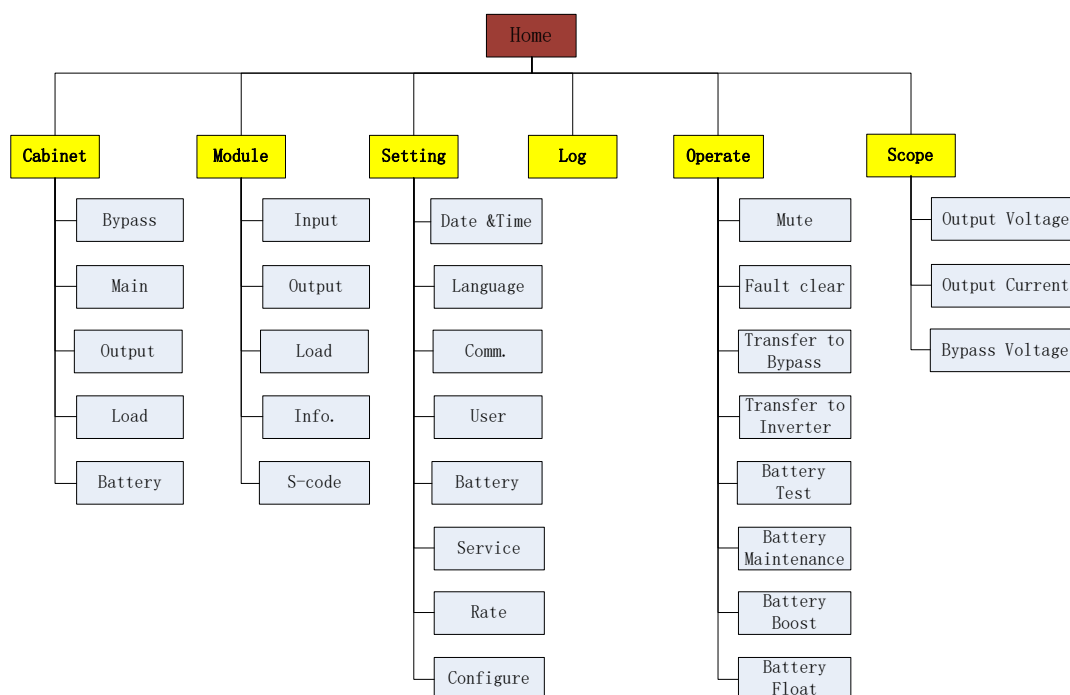 Home
Cabinet
Module
Setting
Log
Operate
Scope
Bypass
Main
Output
Load
Battery
Input
Output
Load
Info.
S-code
Date &Time
Language
Comm.
User
Battery
Service
Rate
Configure
Mute
Fault clear
Transfer to
Bypass
Transfer to
Inverter
Battery
Test
Battery
Maintenance
Battery
Boost
Battery
Float
Output Voltage
Output Current
Bypass Voltage